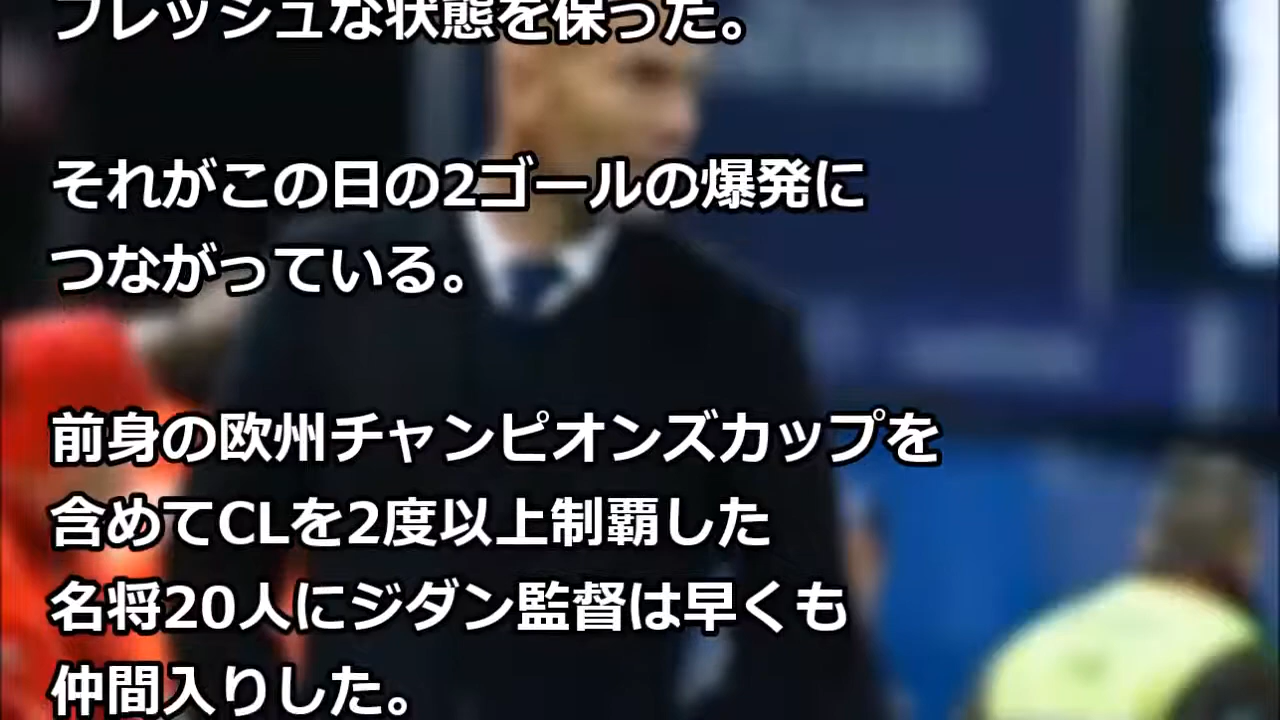 フレッシュな状態を保った。
それがこの日の2ゴールの爆発に
つながっている。
前身の欧州チャンピオンズカップを
含めてCLを2度以上制覇した
名将20人にジダン監督は早くも
仲間入りした。